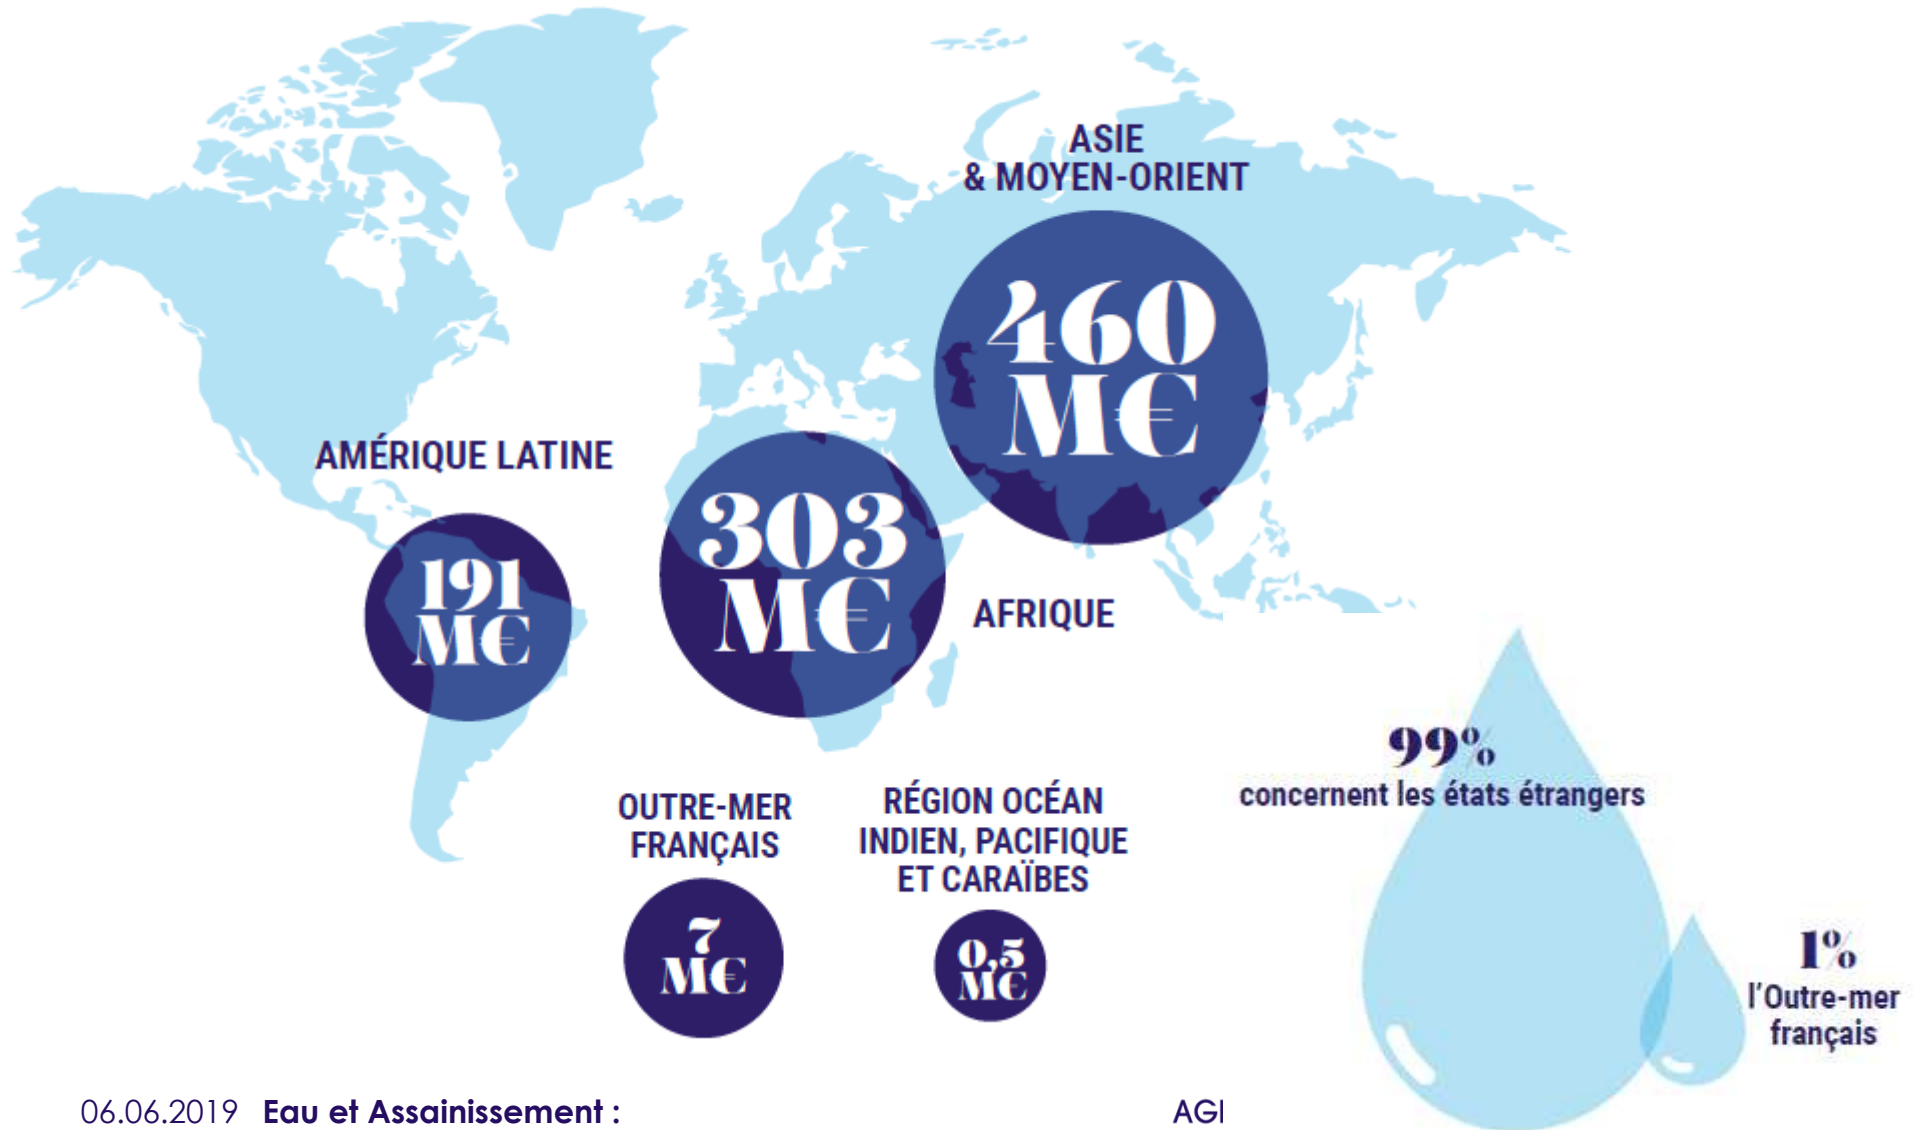 ASIE
& MOYEN-ORIENT
460
M€
AMÉRIQUE LATINE
191
M€
303
M€
AFRIQUE
OUTRE-MER
FRANÇAIS
7
M€
RÉGION OCÉAN
INDIEN, PACIFIQUE
ET CARAÏBES
0,5
M€
99%
concernent les états étrangers
1%
l'Outre-mer
français
06.06.2019 Eau et Assainissement :